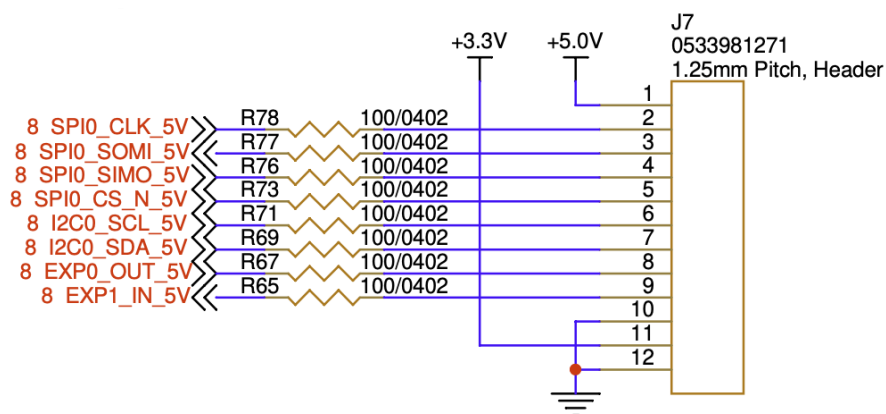 J7
0533981271
1.25mm Pitch, Header
+3.3V
+5.0V
1
8 SPI0_CLK_5V R78 100/0402 2
8 SPI0_SOMI_5V R77 100/0402 3
8 SPI0_SIMO_5V R76 100/0402 4
8 SPI0_CS_N_5V R73 100/0402 5
8 I2C0_SCL_5V R71 100/0402 6
8 I2C0_SDA_5V R69 100/0402 7
8 EXP0_OUT_5V R67 100/0402 8
8 EXP1_IN_5V R65 100/0402 9
10
11
12